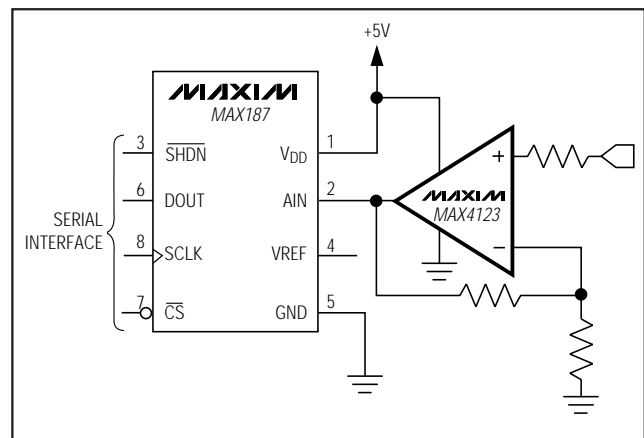 +5V
MAXIM
MAX187
3
SHDN
VDD
1
6
DOUT
AIN
2
8
SCLK
VREF
4
7
CS
GND
5
SERIAL
INTERFACE
+
MAXIM
MAX4123
−